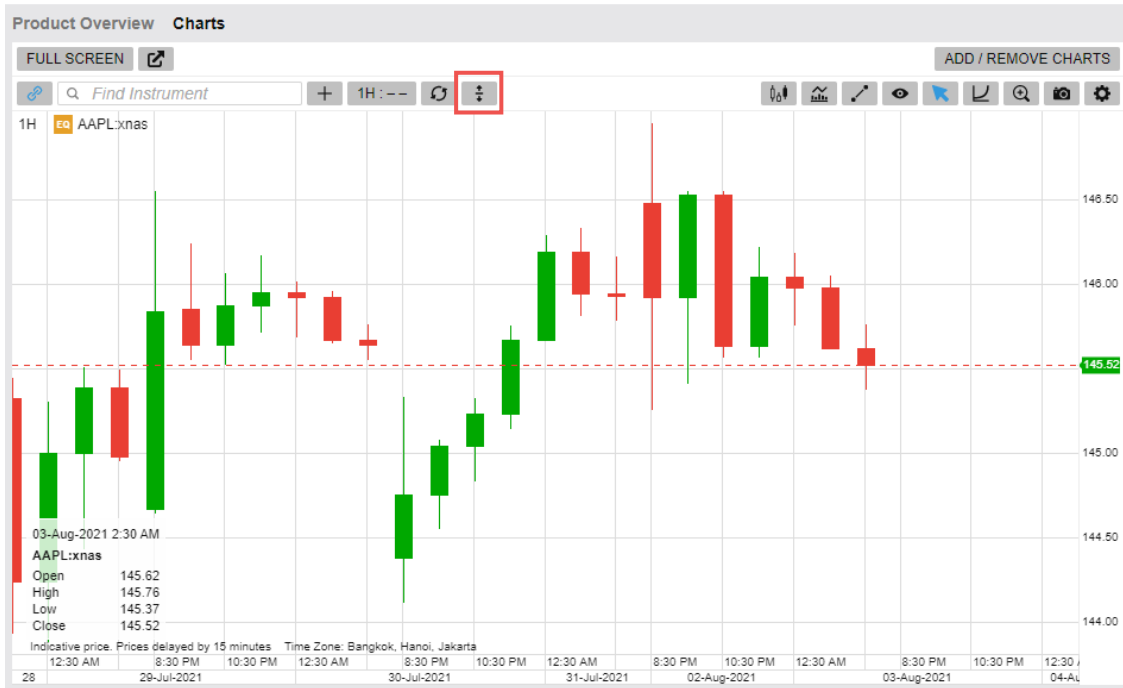 Product Overview Charts
FULL SCREEN ADD / REMOVE CHARTS
Find Instrument 1H : – –
1H EQ AAPL:xnas
146.50
146.00
145.52
145.00
144.50
144.00
03-Aug-2021 2:30 AM
AAPL:xnas
Open 145.62
High 145.76
Low 145.37
Close 145.52
Indicative price. Prices delayed by 15 minutes Time Zone: Bangkok, Hanoi, Jakarta
12:30 AM 8:30 PM 10:30 PM 12:30 AM 8:30 PM 10:30 PM 12:30 AM 8:30 PM 10:30 PM 12:30 AM 8:30 PM 10:30 PM 12:30
28 29-Jul-2021 30-Jul-2021 31-Jul-2021 02-Aug-2021 03-Aug-2021 04-Au